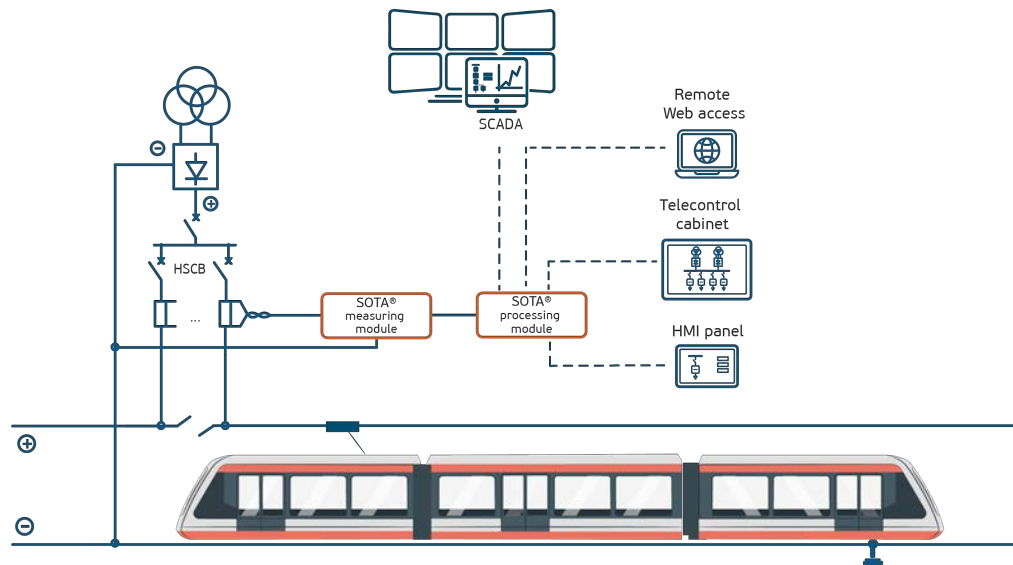 SCADA
Remote
Web access
Telecontrol
cabinet
HSCB
...
SOTA®
measuring
module
SOTA®
processing
module
HMI panel